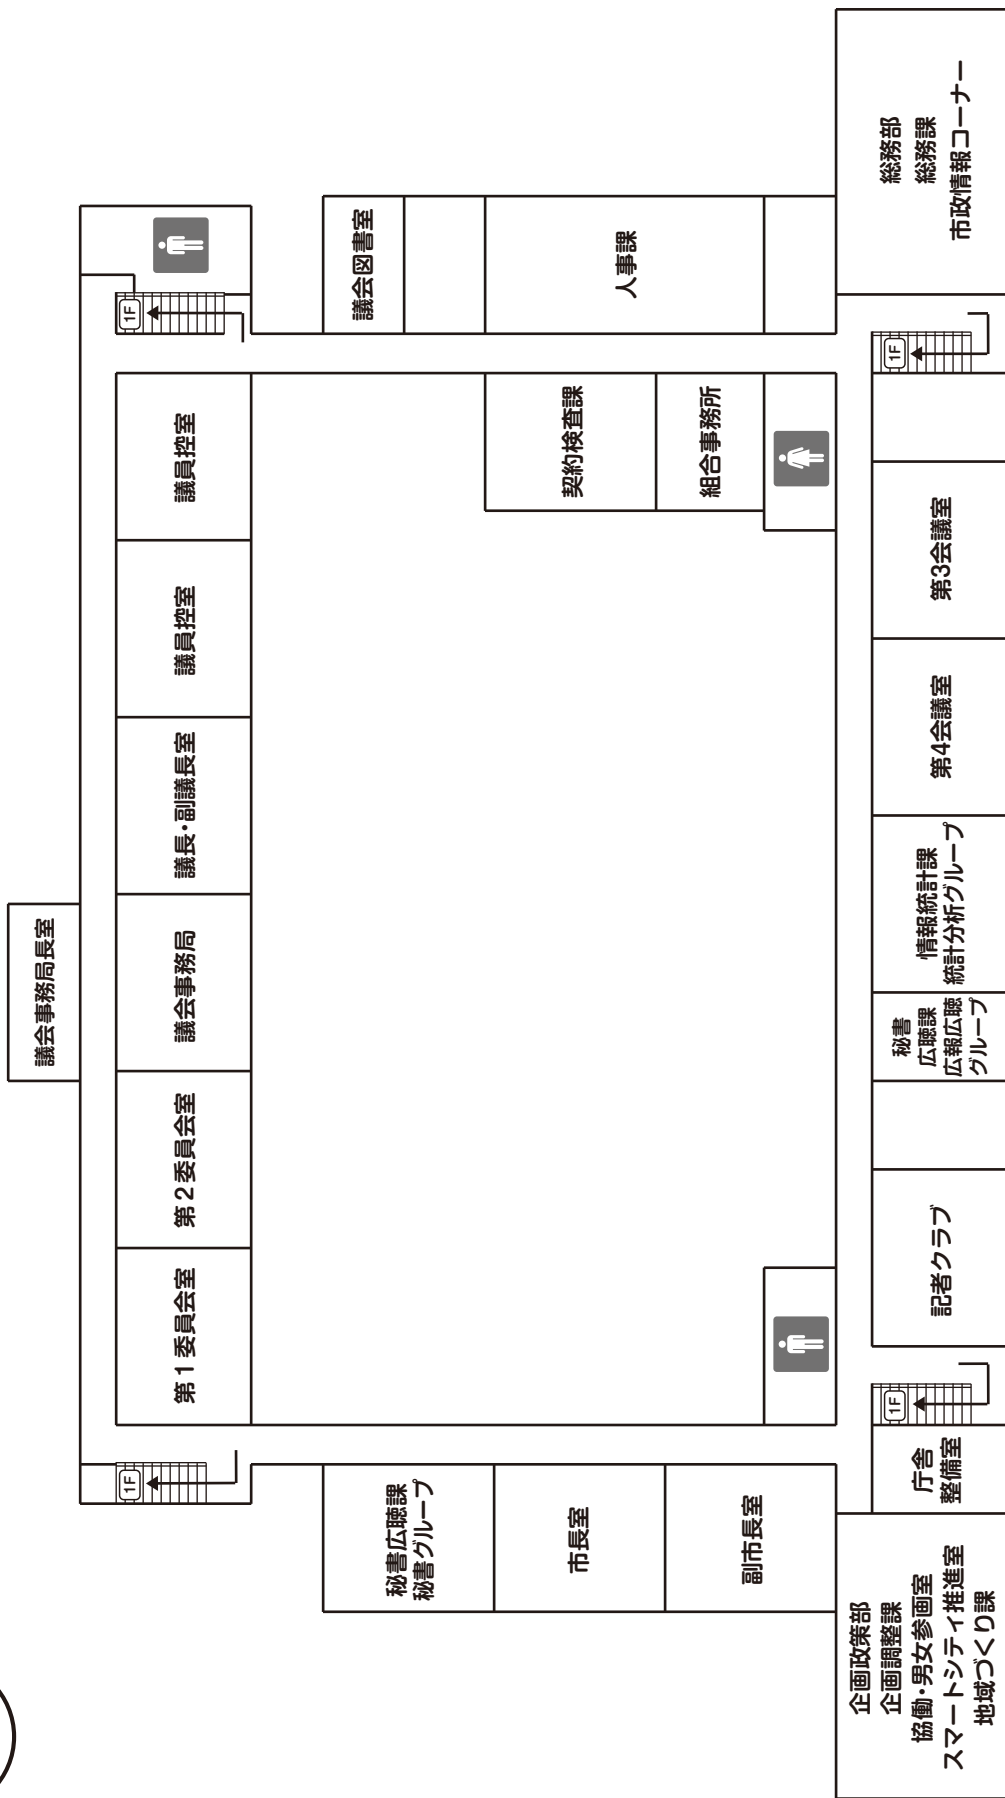 議会事務局長室
1F
第1委員会室
第2委員会室
議会事務局
議長・副議長室
議員控室
議員控室
1F
秘書広聴課
秘書グループ
市長室
副市長室
議会図書室
人事課
契約検査課
組合事務所
企画政策部
企画調整課
協働・男女参画室
スマートシティ推進室
地域づくり課
庁舎
整備室
1F
記者クラブ
秘書
広聴課
広報広聴
グループ
情報統計課
統計分析グループ
第4会議室
第3会議室
1F
総務部
総務課
市政情報コーナー